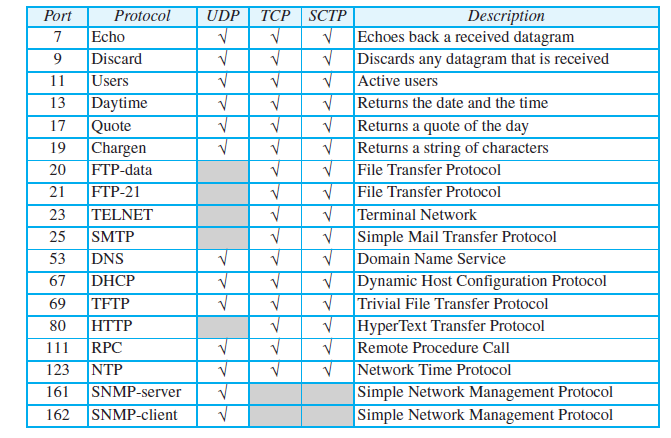 Port Protocol UDP TCP SCTP Description
7 Echo √ √ √ Echoes back a received datagram
9 Discard √ √ √ Discards any datagram that is received
11 Users √ √ √ Active users
13 Daytime √ √ √ Returns the date and the time
17 Quote √ √ √ Returns a quote of the day
19 Chargen √ √ √ Returns a string of characters
20 FTP-data √ √ File Transfer Protocol
21 FTP-21 √ √ File Transfer Protocol
23 TELNET √ √ Terminal Network
25 SMTP √ √ Simple Mail Transfer Protocol
53 DNS √ √ √ Domain Name Service
67 DHCP √ √ √ Dynamic Host Configuration Protocol
69 TFTP √ √ √ Trivial File Transfer Protocol
80 HTTP √ √ HyperText Transfer Protocol
111 RPC √ √ √ Remote Procedure Call
123 NTP √ √ √ Network Time Protocol
161 SNMP-server √ Simple Network Management Protocol
162 SNMP-client √ Simple Network Management Protocol